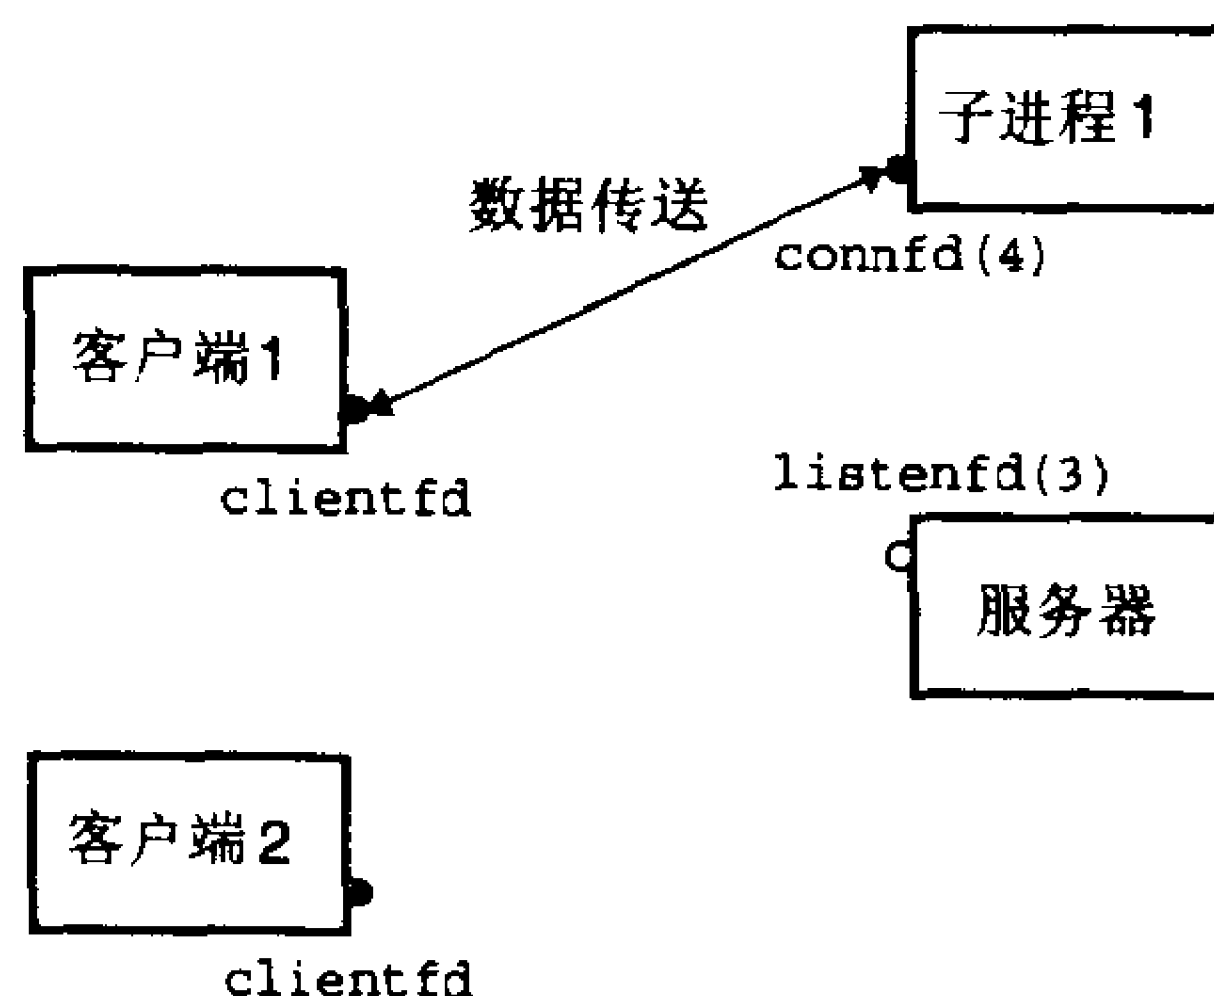 子进程1
数据传送
connfd(4)
客户端1
clientfd
listenfd(3)
服务器
客户端2
clientfd